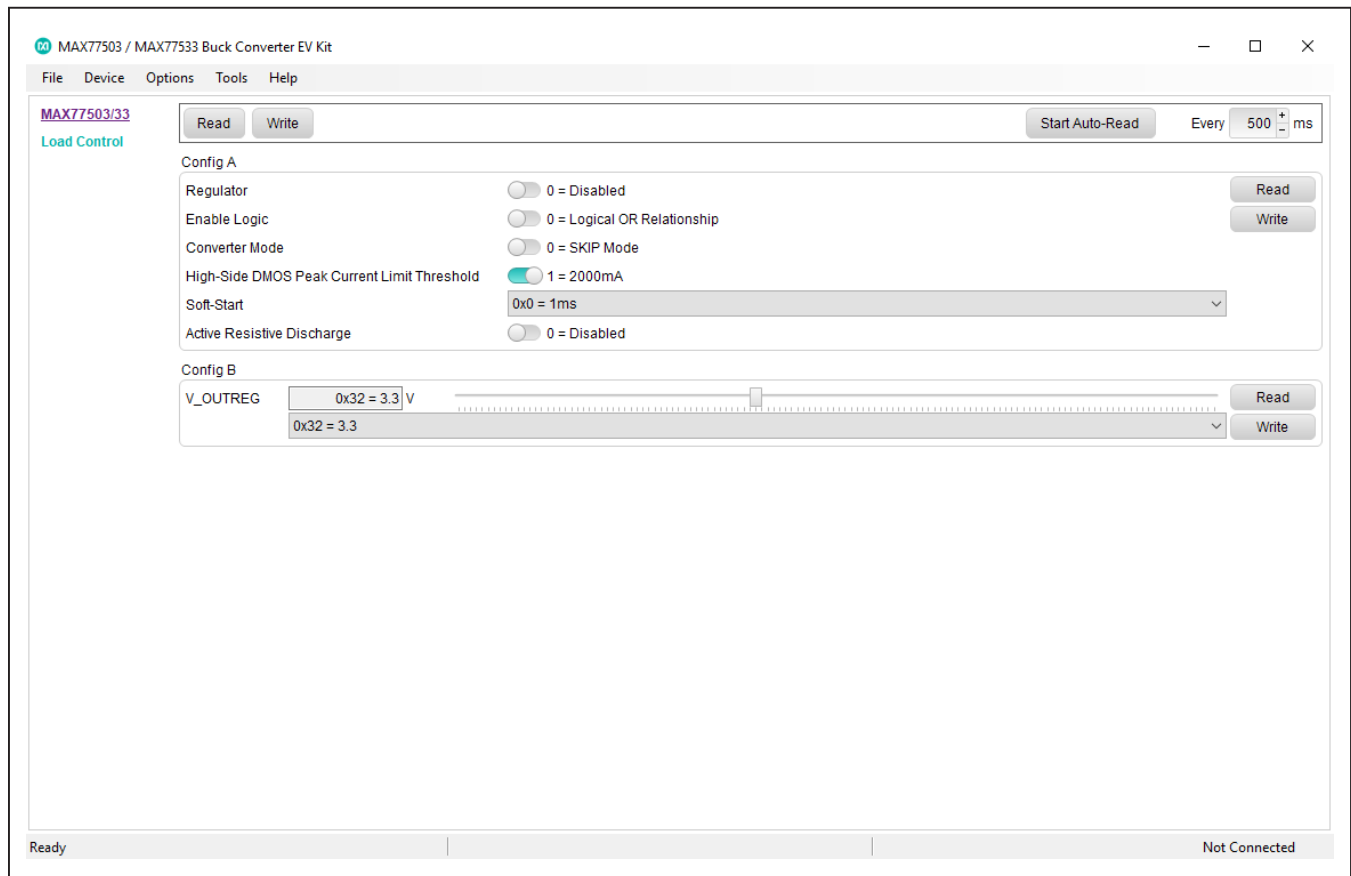 MAX77503 / MAX77533 Buck Converter EV Kit
File Device Options Tools Help
MAX77503/33
Load Control
Read Write Start Auto-Read Every 500 ms
Config A
Regulator 0 = Disabled Read
Enable Logic 0 = Logical OR Relationship Write
Converter Mode 0 = SKIP Mode
High-Side DMOS Peak Current Limit Threshold 1 = 2000mA
Soft-Start 0x0 = 1ms
Active Resistive Discharge 0 = Disabled
Config B
V_OUTREG 0x32 = 3.3 V Read
0x32 = 3.3 Write
Ready Not Connected